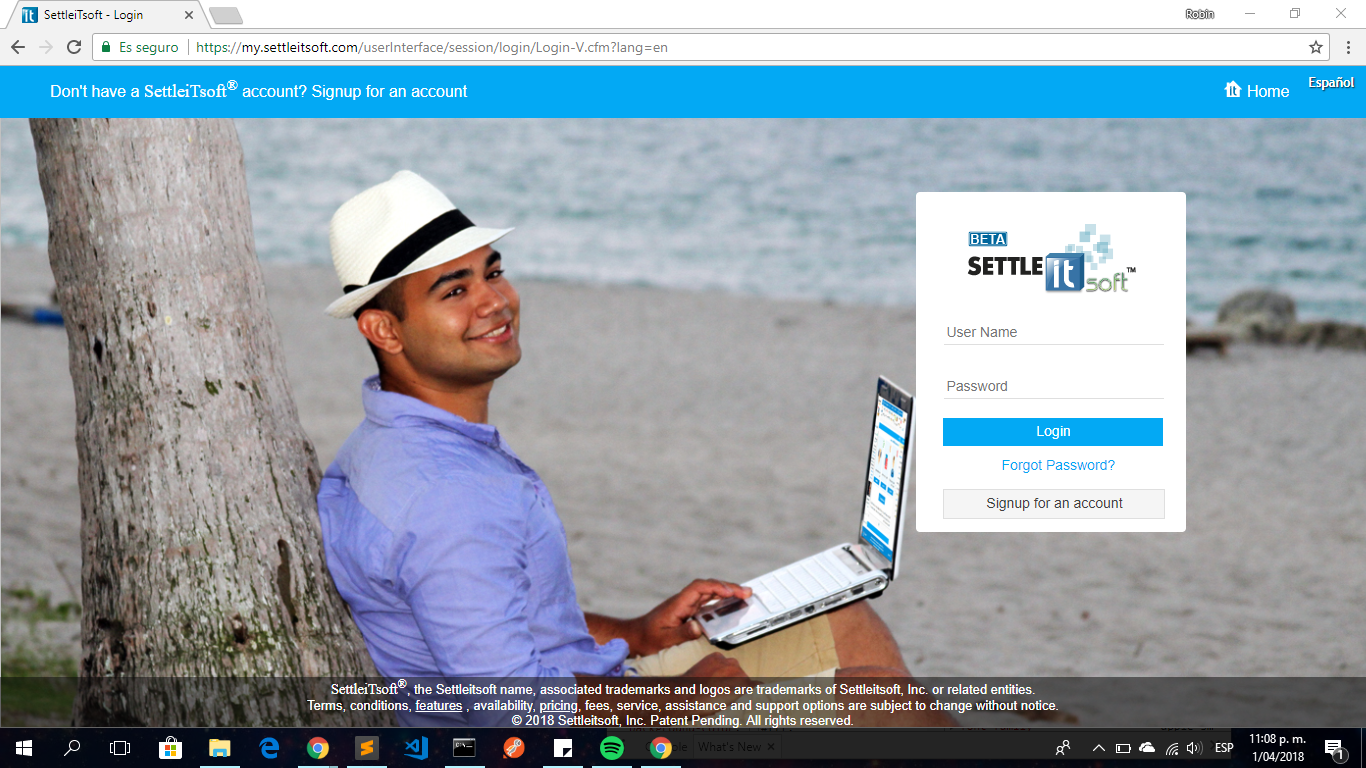 SettleiTsoft - Login
Robin
Es seguro
https://my.settleitsoft.com/userInterface/session/login/Login-V.cfm?lang=en
Don't have a SettleiTsoft® account? Signup for an account
it Home
Español
BETA
SETTLE it soft™
User Name
Password
Login
Forgot Password?
Signup for an account
SettleiTsoft®, the Settleitsoft name, associated trademarks and logos are trademarks of Settleitsoft, Inc. or related entities.
Terms, conditions, features , availability, pricing, fees, service, assistance and support options are subject to change without notice.
© 2018 Settleitsoft, Inc. Patent Pending. All rights reserved.
What's New
ESP
11:08 p. m.
1/04/2018
1